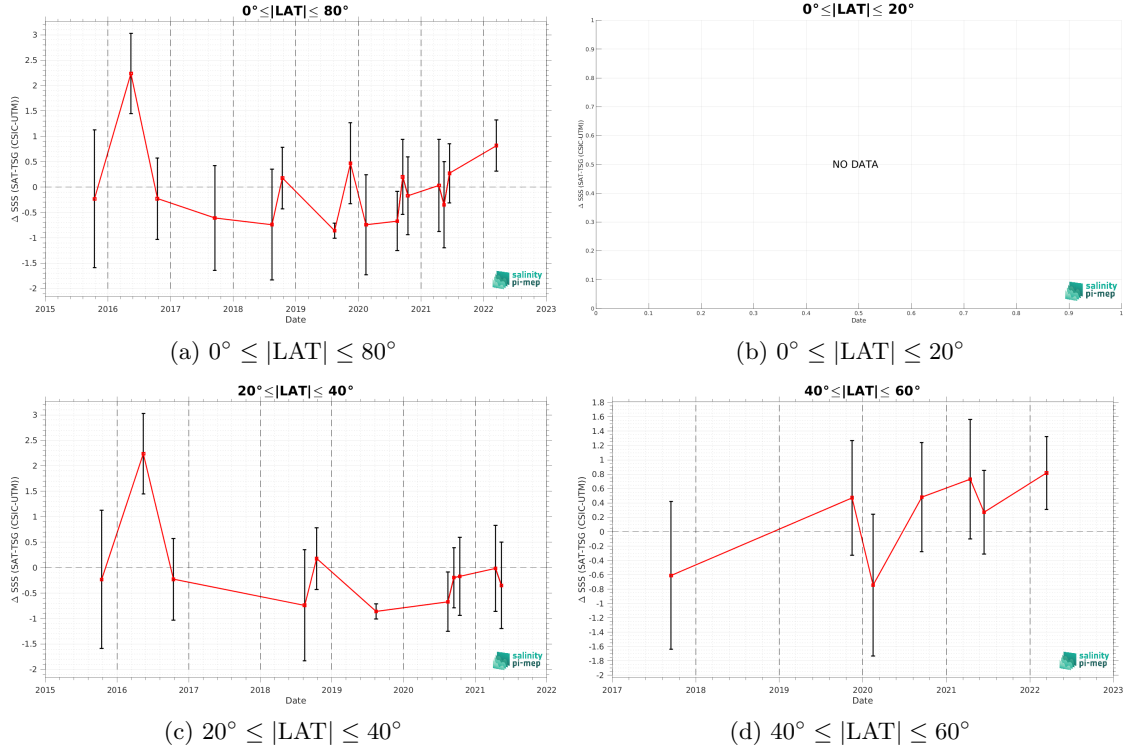 0°≤|LAT|≤ 80°
Δ SSS (SAT-TSG (CSIC-UTM))
3
2.5
2
1.5
1
0.5
0
-0.5
-1
-1.5
-2
2015 2016 2017 2018 2019 2020 2021 2022 2023
Date
salinity
pi-mep
(a) 0° ≤ |LAT| ≤ 80°
0°≤|LAT|≤ 20°
Δ SSS (SAT-TSG (CSIC-UTM))
1
0.9
0.8
0.7
0.6
0.5
0.4
0.3
0.2
0.1
0
NO DATA
0 0.1 0.2 0.3 0.4 0.5 0.6 0.7 0.8 0.9 1
Date
salinity
pi-mep
(b) 0° ≤ |LAT| ≤ 20°
20°≤|LAT|≤ 40°
Δ SSS (SAT-TSG (CSIC-UTM))
3
2.5
2
1.5
1
0.5
0
-0.5
-1
-1.5
-2
2015 2016 2017 2018 2019 2020 2021 2022
Date
salinity
pi-mep
(c) 20° ≤ |LAT| ≤ 40°
40°≤|LAT|≤ 60°
Δ SSS (SAT-TSG (CSIC-UTM))
1.8
1.6
1.4
1.2
1
0.8
0.6
0.4
0.2
0
-0.2
-0.4
-0.6
-0.8
-1
-1.2
-1.4
-1.6
-1.8
2017 2018 2019 2020 2021 2022 2023
Date
salinity
pi-mep
(d) 40° ≤ |LAT| ≤ 60°